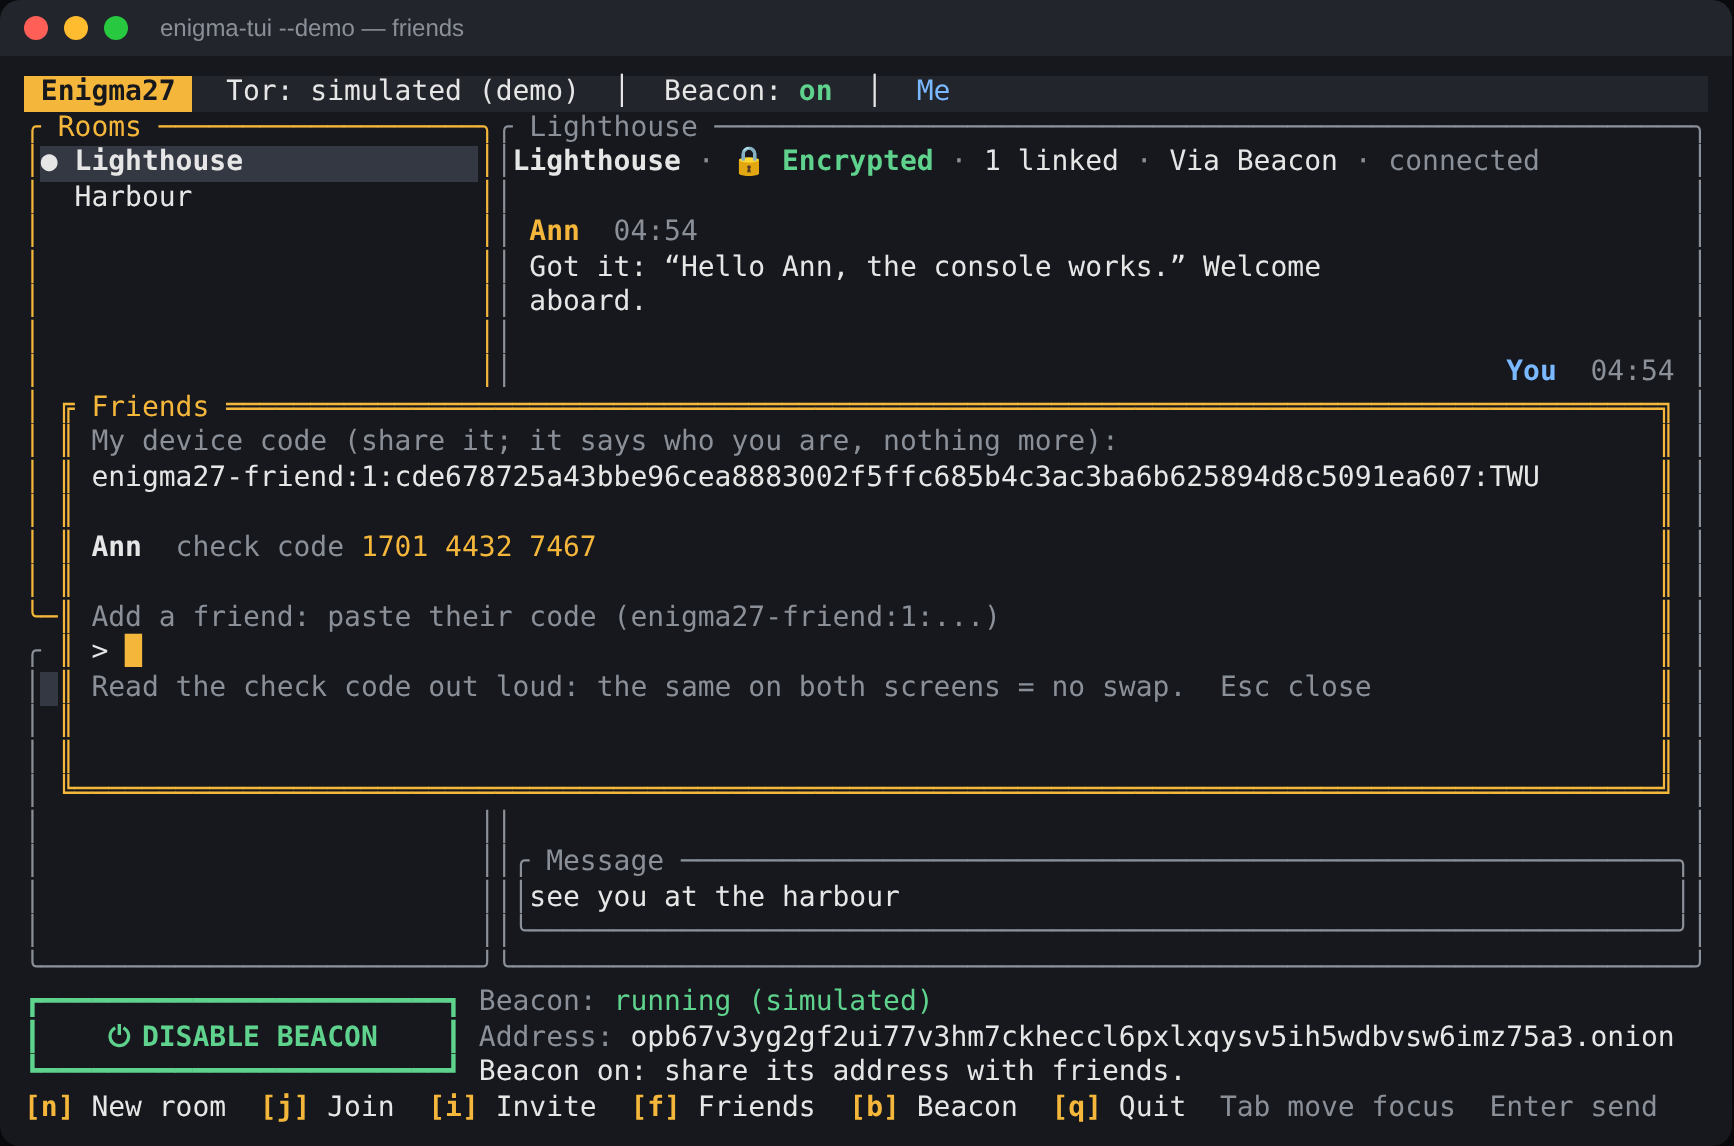 enigma-tui --demo — friends
Enigma27 Tor: simulated (demo) │ Beacon: on │ Me
Rooms
● Lighthouse
Harbour
Lighthouse
Lighthouse · 🔒 Encrypted · 1 linked · Via Beacon · connected
Ann 04:54
Got it: “Hello Ann, the console works.” Welcome
aboard.
You 04:54
Friends
My device code (share it; it says who you are, nothing more):
enigma27-friend:1:cde678725a43bbe96cea8883002f5ffc685b4c3ac3ba6b625894d8c5091ea607:TWU
Ann check code 1701 4432 7467
Add a friend: paste their code (enigma27-friend:1:...)
>
Read the check code out loud: the same on both screens = no swap. Esc close
Message
see you at the harbour
⏻ DISABLE BEACON
Beacon: running (simulated)
Address: opb67v3yg2gf2ui77v3hm7ckheccl6pxlxqysv5ih5wdbvsw6imz75a3.onion
Beacon on: share its address with friends.
[n] New room [j] Join [i] Invite [f] Friends [b] Beacon [q] Quit Tab move focus Enter send